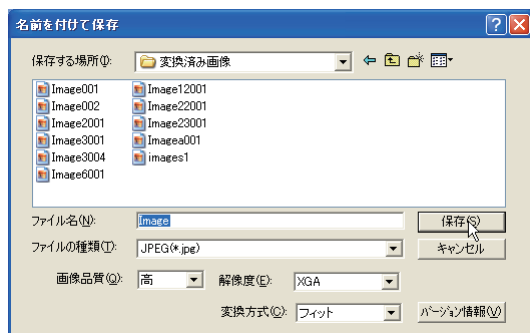 名前を付けて保存
保存する場所(I): 変換済み画像
Image001 Image12001
Image002 Image22001
Image2001 Image23001
Image3001 Imagea001
Image3004 images1
Image6001
ファイル名(N): Image 保存(S)
ファイルの種類(T): JPEG(*.jpg) キャンセル
画像品質(Q): 高 解像度(E): XGA
変換方式(C): フィット バージョン情報(V)